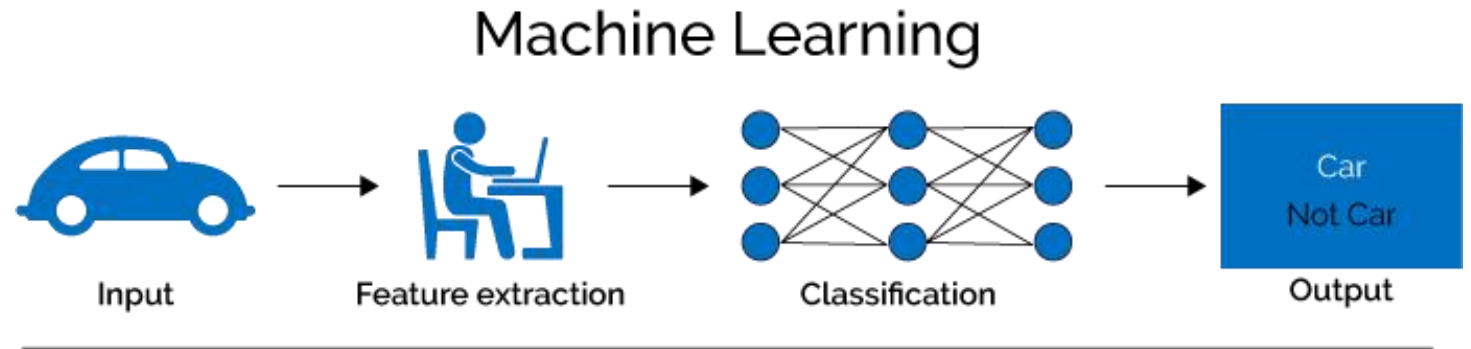 Machine Learning
Car
Not Car
Input
Feature extraction
Classification
Output